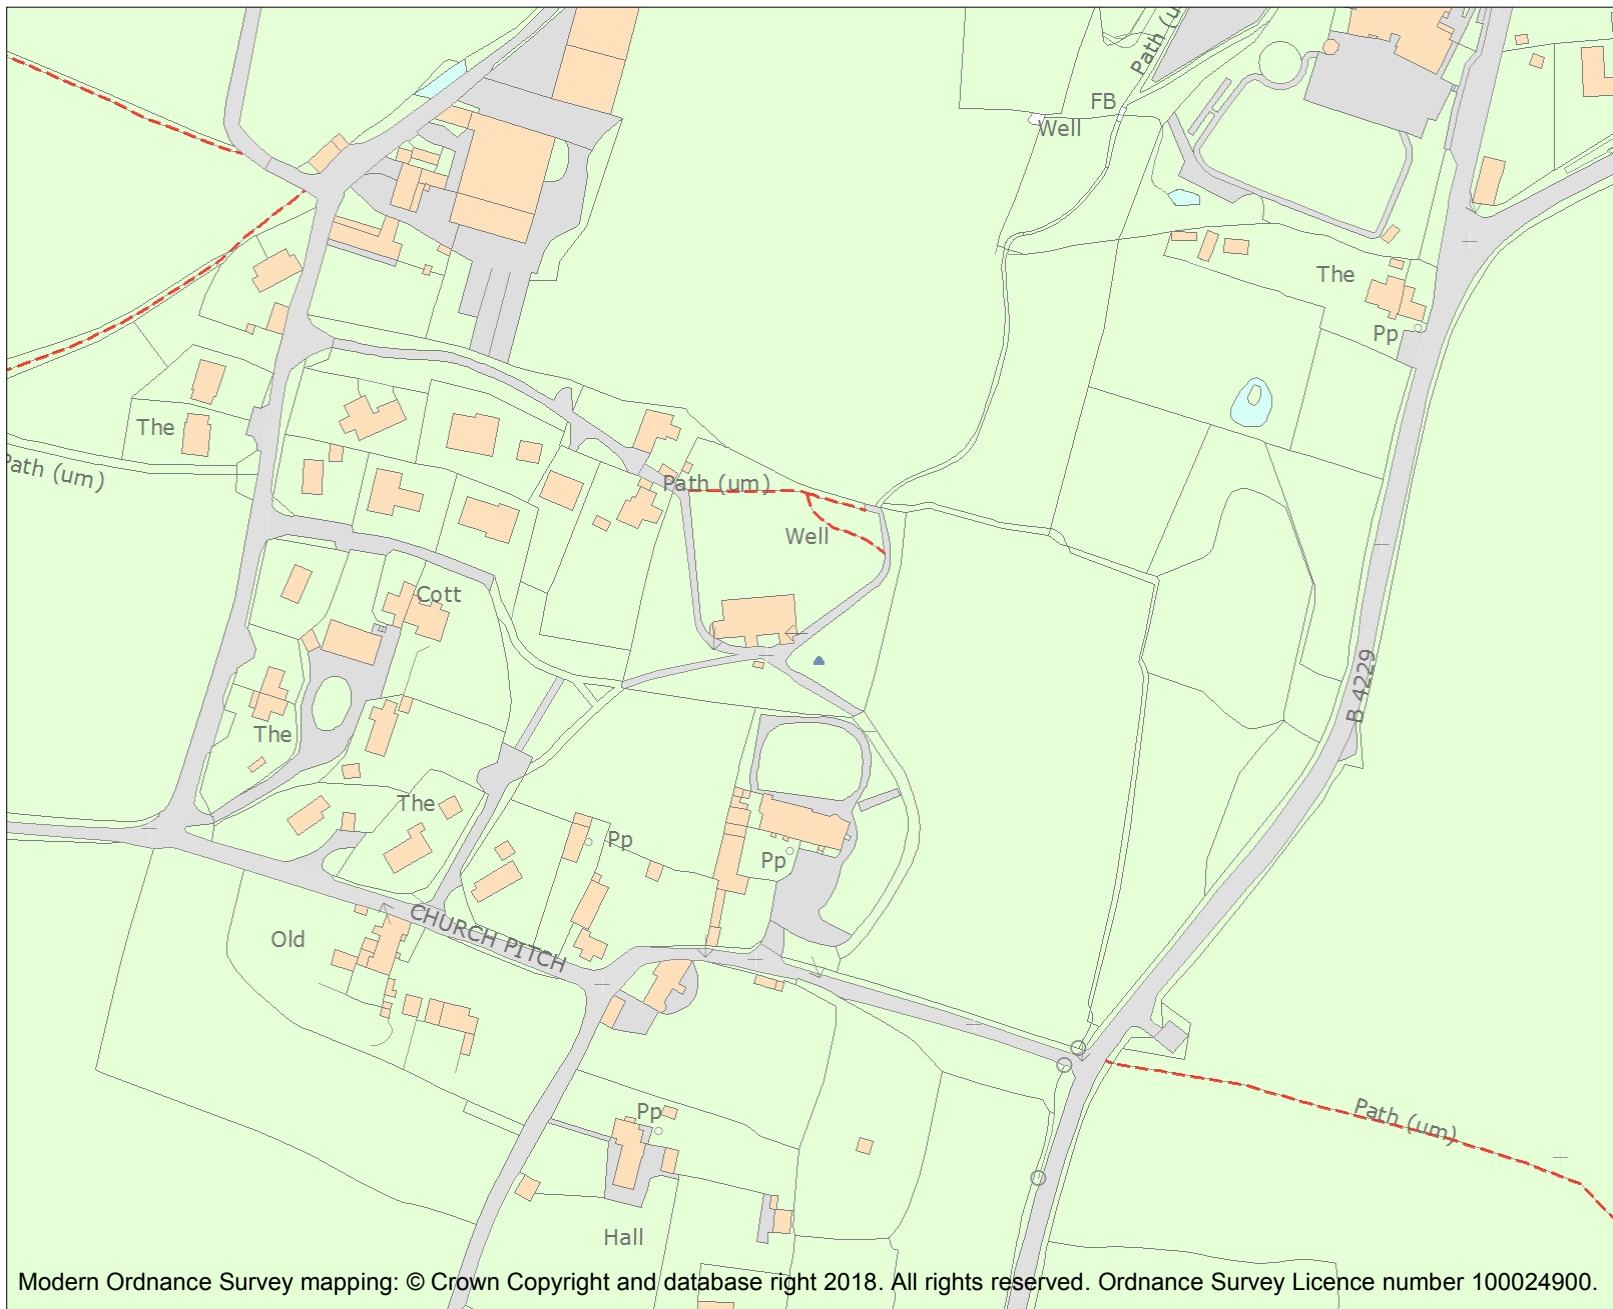 Path (u
FB
Well
The
Pp
The
Path (um)
Path (um)
Well
Cott
B 4229
The
The
Pp
Pp
CHURCH PITCH
Old
Path (um)
Pp
Hall
Modern Ordnance Survey mapping: © Crown Copyright and database right 2018. All rights reserved. Ordnance Survey Licence number 100024900.